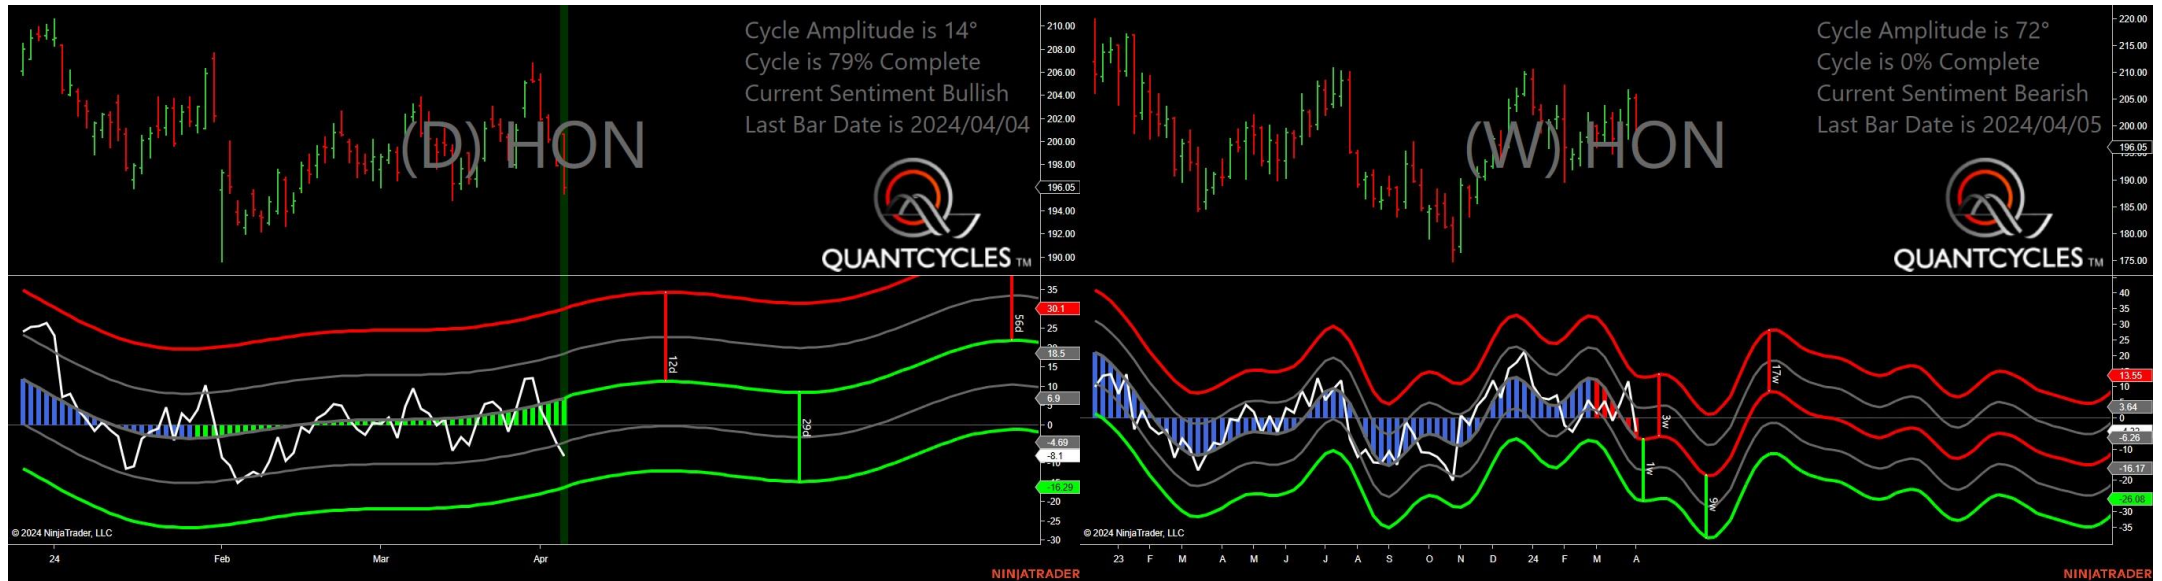 Cycle Amplitude is 14°
Cycle is 79% Complete
Current Sentiment Bullish
Last Bar Date is 2024/04/04
(D) HON
QUANTCYCLES TM
210.00
208.00
206.00
204.00
202.00
200.00
198.00
196.05
194.00
192.00
190.00
35
30.1
25
18.5
15
10
6.9
0
-4.69
-8.1
-16.29
-20
-25
-30
12d
29d
56d
© 2024 NinjaTrader, LLC
24 Feb Mar Apr
NINJATRADER
Cycle Amplitude is 72°
Cycle is 0% Complete
Current Sentiment Bearish
Last Bar Date is 2024/04/05
(W) HON
QUANTCYCLES TM
220.00
215.00
210.00
205.00
200.00
196.05
190.00
185.00
180.00
175.00
40
35
30
25
20
13.55
10
3.64
0
-6.26
-10
-16.17
-26.08
-30
-35
3w
1w
9w
17w
© 2024 NinjaTrader, LLC
23 F M A M J J A S O N D 24 F M A
NINJATRADER